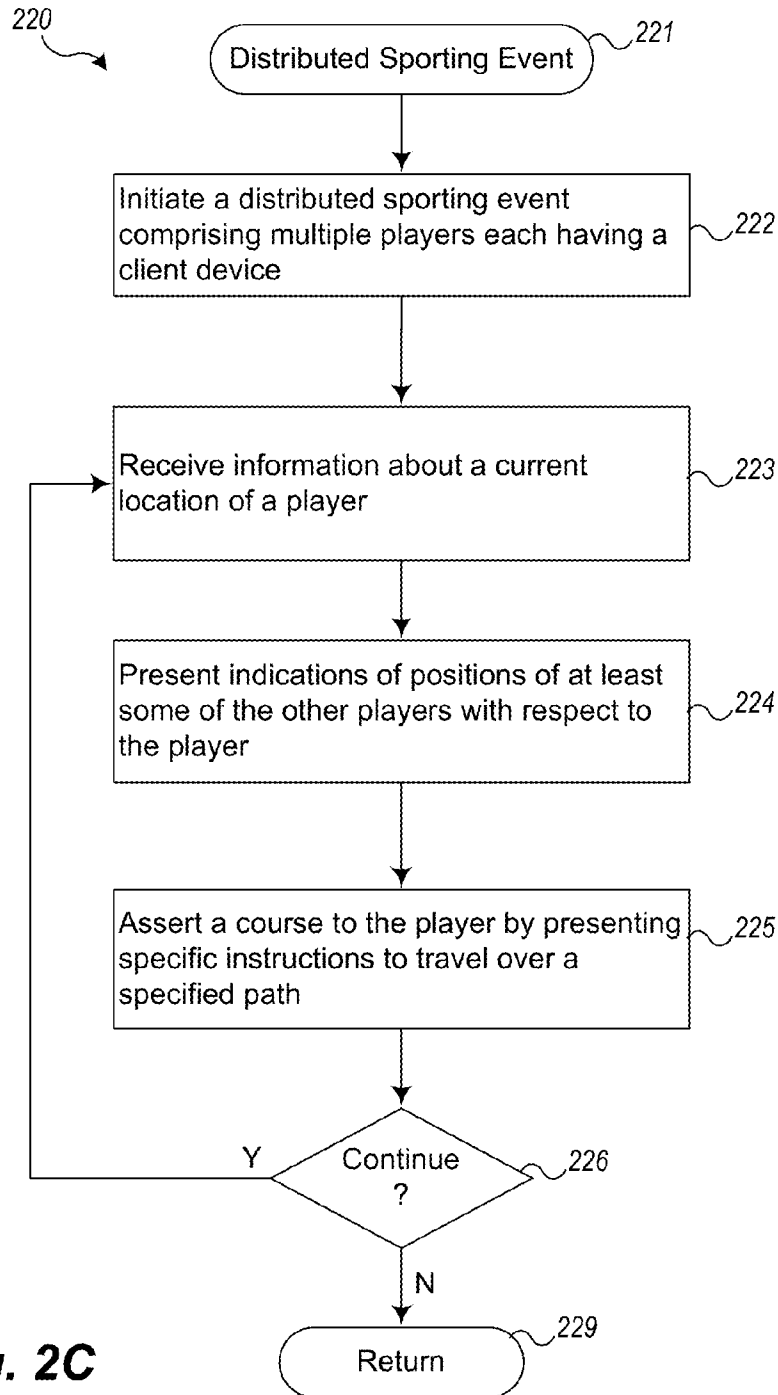 220
Distributed Sporting Event
221
Initiate a distributed sporting event
comprising multiple players each having a
client device
222
Receive information about a current
location of a player
223
Present indications of positions of at least
some of the other players with respect to
the player
224
Assert a course to the player by presenting
specific instructions to travel over a
specified path
225
Y
Continue
?
226
N
Return
229
2C